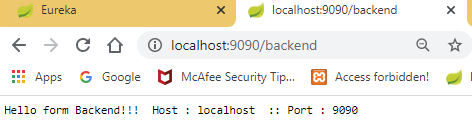 Eureka
localhost:9090/backend
localhost:9090/backend
Apps
Google
McAfee Security Tip...
Access forbidden!
Hello form Backend!!! Host : localhost :: Port : 9090